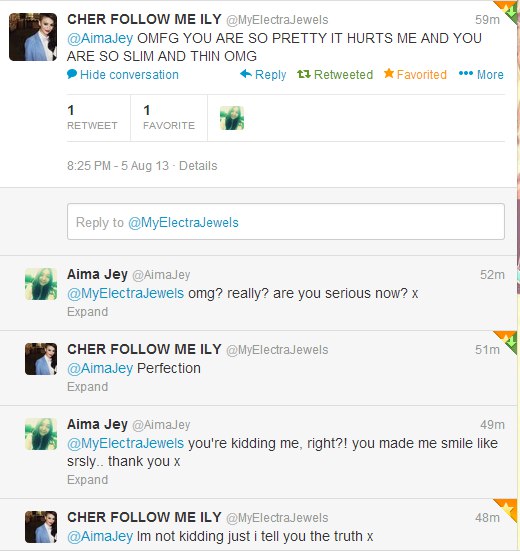 CHER FOLLOW ME ILY @MyElectraJewels 59m
@AimaJey OMFG YOU ARE SO PRETTY IT HURTS ME AND YOU
ARE SO SLIM AND THIN OMG
Hide conversation Reply Retweeted Favorited More
1 1
RETWEET FAVORITE
8:25 PM - 5 Aug 13 · Details
Reply to @MyElectraJewels
Aima Jey @AimaJey 52m
@MyElectraJewels omg? really? are you serious now? x
Expand
CHER FOLLOW ME ILY @MyElectraJewels 51m
@AimaJey Perfection
Expand
Aima Jey @AimaJey 49m
@MyElectraJewels you're kidding me, right?! you made me smile like
srsly.. thank you x
Expand
CHER FOLLOW ME ILY @MyElectraJewels 48m
@AimaJey Im not kidding just i tell you the truth x